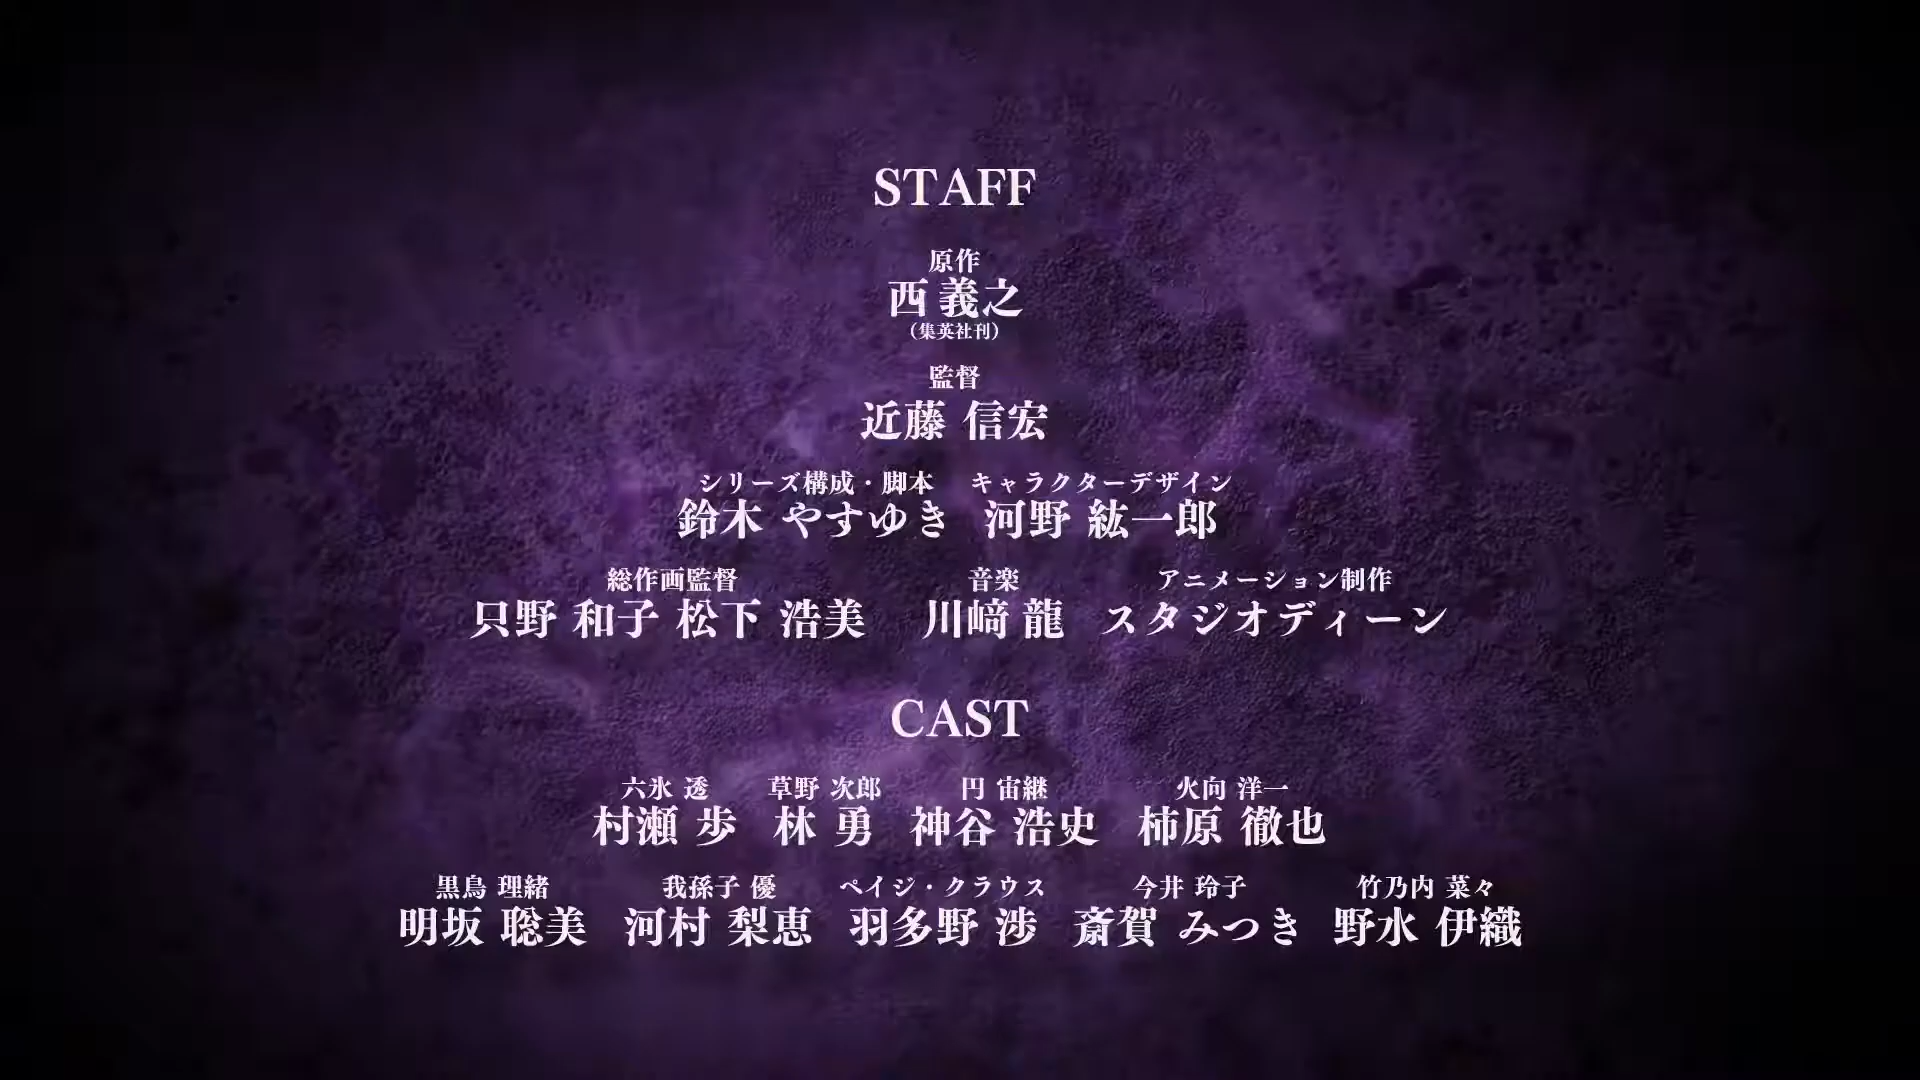 STAFF
原作
西 義之
(集英社刊)
監督
近藤 信宏
シリーズ構成・脚本 キャラクターデザイン
鈴木 やすゆき 河野 紘一郎
総作画監督 音楽 アニメーション制作
只野 和子 松下 浩美 川﨑 龍 スタジオディーン
CAST
六氷 透 草野 次郎 円 宙継 火向 洋一
村瀬 歩 林 勇 神谷 浩史 柿原 徹也
黒鳥 理緒 我孫子 優 ペイジ・クラウス 今井 玲子 竹乃内 菜々
明坂 聡美 河村 梨恵 羽多野 渉 斎賀 みつき 野水 伊織